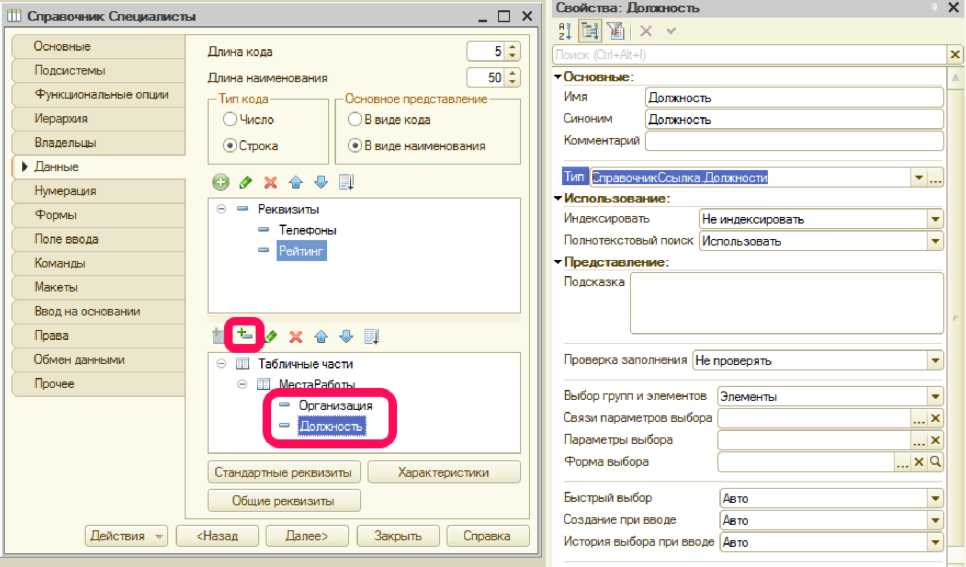 Справочник Специалисты
Основные
Подсистемы
Функциональные опции
Иерархия
Владельцы
Данные
Нумерация
Формы
Поле ввода
Команды
Макеты
Ввод на основании
Права
Обмен данными
Прочее
Длина кода 5
Длина наименования 50
Тип кода
Число
Строка
Основное представление
В виде кода
В виде наименования
Реквизиты
Телефоны
Рейтинг
Табличные части
МестаРаботы
Организация
Должность
Стандартные реквизиты Характеристики
Общие реквизиты
Действия <Назад Далее> Закрыть Справка
Свойства: Должность
Поиск (Ctrl+Alt+I)
Основные:
Имя Должность
Синоним Должность
Комментарий
Тип СправочникСсылка.Должности ...
Использование:
Индексировать Не индексировать
Полнотекстовый поиск Использовать
Представление:
Подсказка
Проверка заполнения Не проверять
Выбор групп и элементов Элементы
Связи параметров выбора ...
Параметры выбора ...
Форма выбора ...
Быстрый выбор Авто
Создание при вводе Авто
История выбора при вводе Авто